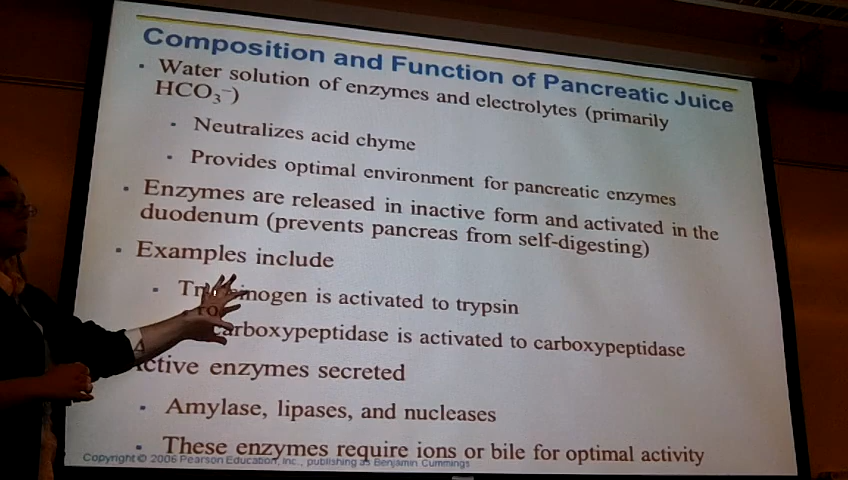 Composition and Function of Pancreatic Juice
Water solution of enzymes and electrolytes (primarily
HCO₃⁻)
Neutralizes acid chyme
Provides optimal environment for pancreatic enzymes
Enzymes are released in inactive form and activated in the
duodenum (prevents pancreas from self-digesting)
Examples include
is activated to trypsin
carboxypeptidase is activated to carboxypeptidase
Active enzymes secreted
Amylase, lipases, and nucleases
These enzymes require ions or bile for optimal activity
Copyright © 2006 Pearson Education, Inc., publishing as Benjamin Cummings